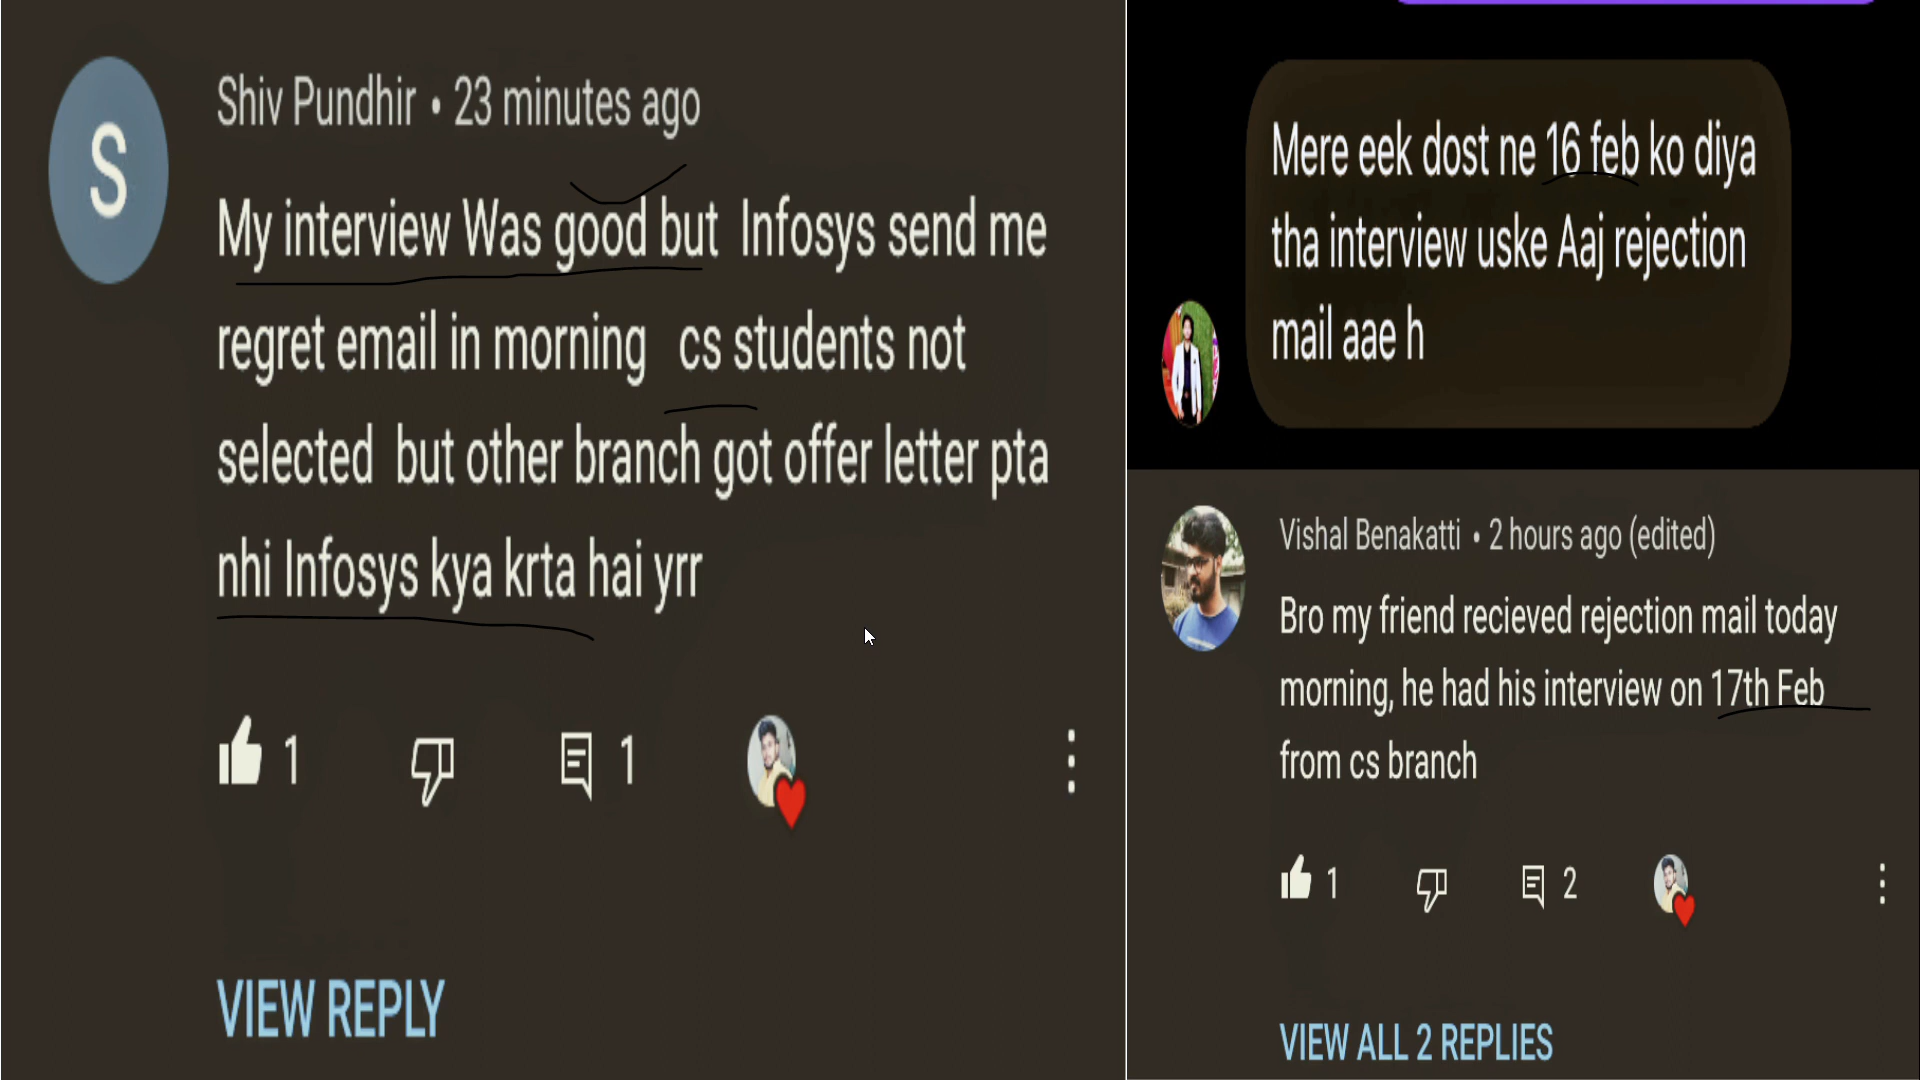 S
Shiv Pundhir • 23 minutes ago
My interview Was good but Infosys send me
regret email in morning cs students not
selected but other branch got offer letter pta
nhi Infosys kya krta hai yrr
1
1
VIEW REPLY
Mere eek dost ne 16 feb ko diya
tha interview uske Aaj rejection
mail aae h
Vishal Benakatti • 2 hours ago (edited)
Bro my friend recieved rejection mail today
morning, he had his interview on 17th Feb
from cs branch
1
2
VIEW ALL 2 REPLIES